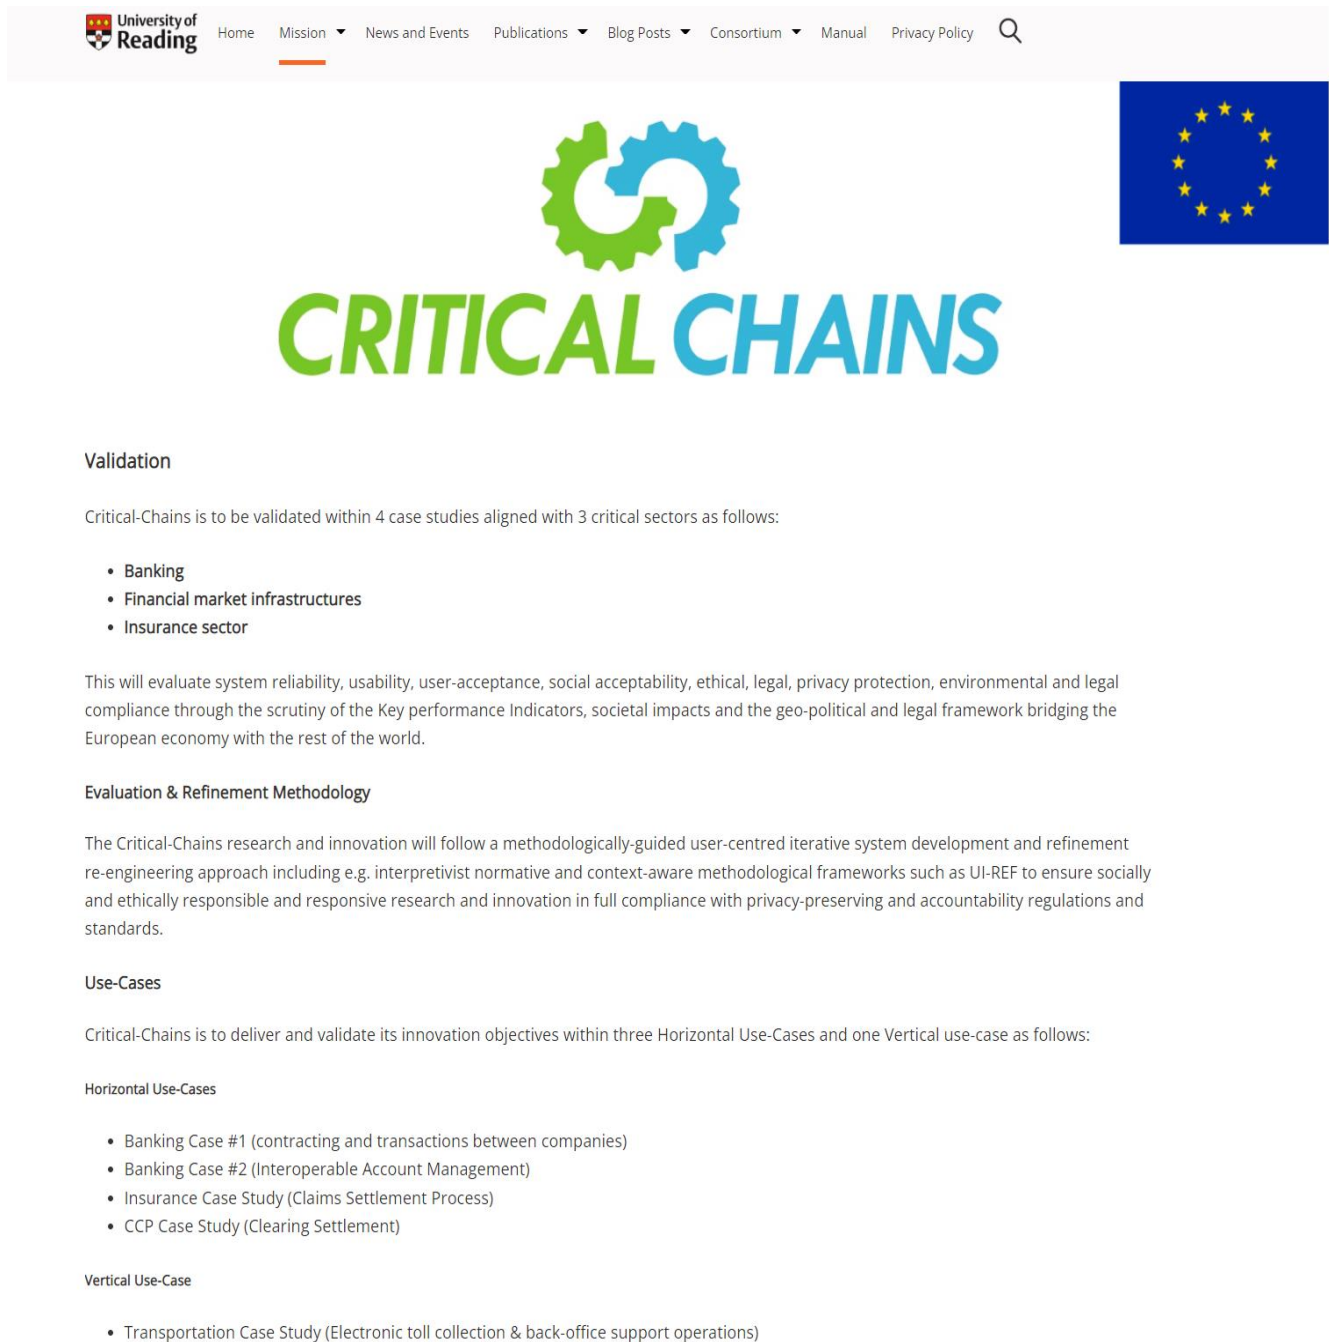 University of
Reading
Home Mission News and Events Publications Blog Posts Consortium Manual Privacy Policy
CRITICAL CHAINS
Validation
Critical-Chains is to be validated within 4 case studies aligned with 3 critical sectors as follows:
• Banking
• Financial market infrastructures
• Insurance sector
This will evaluate system reliability, usability, user-acceptance, social acceptability, ethical, legal, privacy protection, environmental and legal
compliance through the scrutiny of the Key performance Indicators, societal impacts and the geo-political and legal framework bridging the
European economy with the rest of the world.
Evaluation & Refinement Methodology
The Critical-Chains research and innovation will follow a methodologically-guided user-centred iterative system development and refinement
re-engineering approach including e.g. interpretivist normative and context-aware methodological frameworks such as UI-REF to ensure socially
and ethically responsible and responsive research and innovation in full compliance with privacy-preserving and accountability regulations and
standards.
Use-Cases
Critical-Chains is to deliver and validate its innovation objectives within three Horizontal Use-Cases and one Vertical use-case as follows:
Horizontal Use-Cases
• Banking Case #1 (contracting and transactions between companies)
• Banking Case #2 (Interoperable Account Management)
• Insurance Case Study (Claims Settlement Process)
• CCP Case Study (Clearing Settlement)
Vertical Use-Case
• Transportation Case Study (Electronic toll collection & back-office support operations)